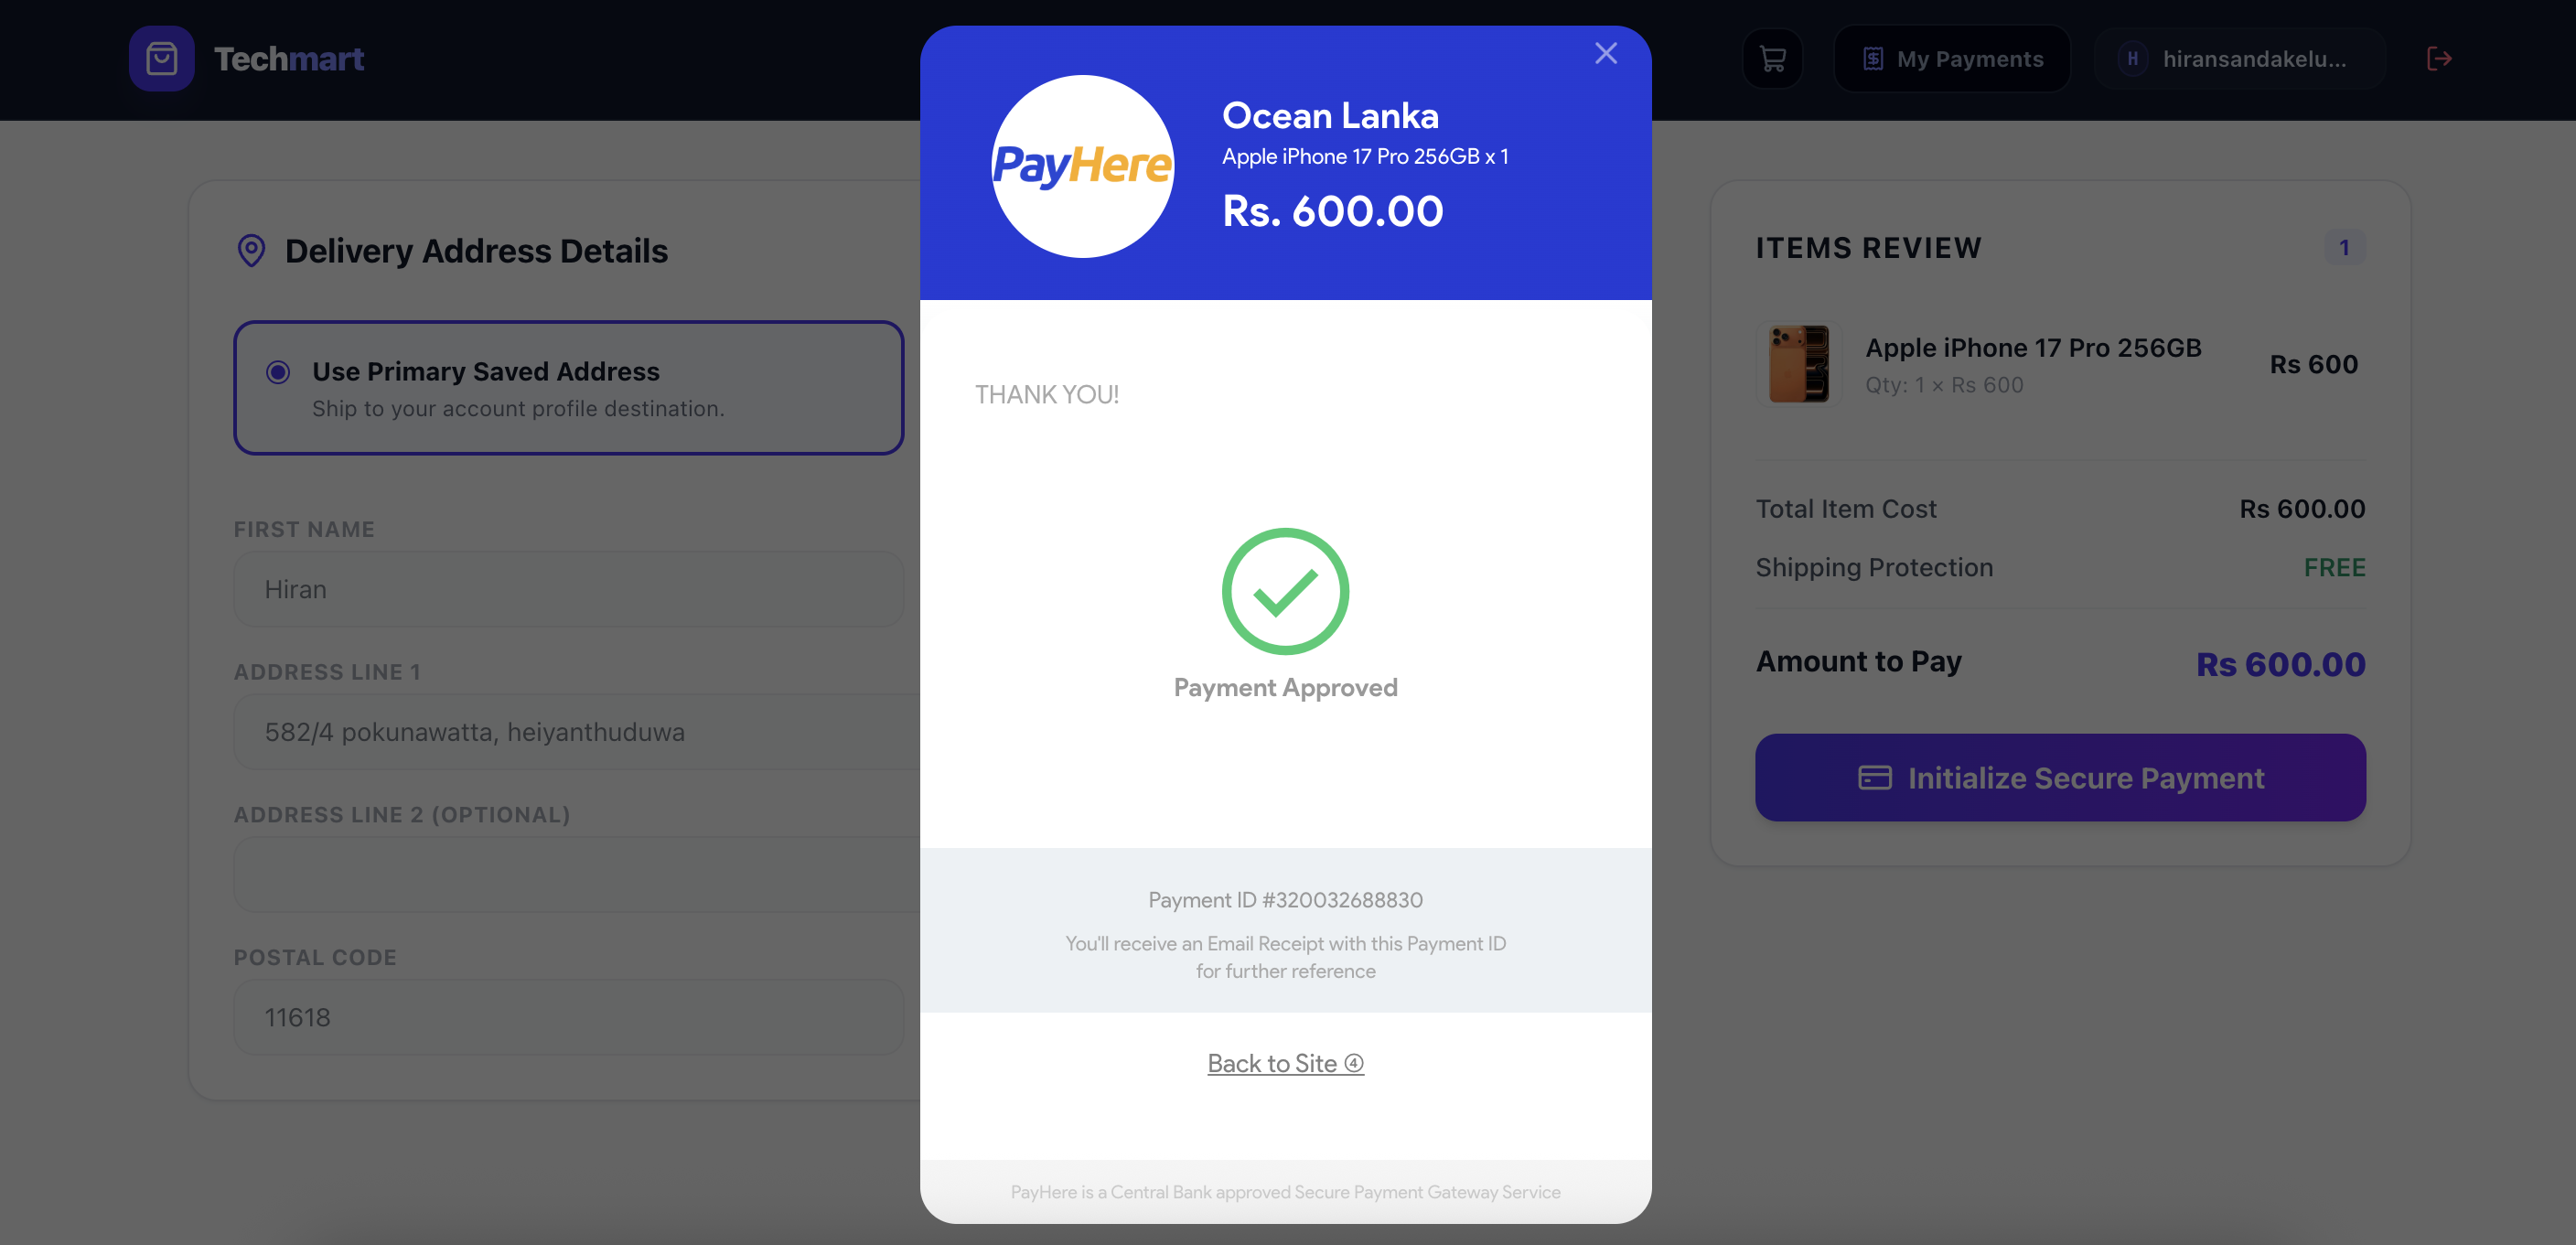 Techmart
My Payments
H
hiransandakelu...
Delivery Address Details
Use Primary Saved Address
Ship to your account profile destination.
FIRST NAME
Hiran
ADDRESS LINE 1
582/4 pokunawatta, heiyanthuduwa
ADDRESS LINE 2 (OPTIONAL)
POSTAL CODE
11618
PayHere
Ocean Lanka
Apple iPhone 17 Pro 256GB x 1
Rs. 600.00
THANK YOU!
Payment Approved
Payment ID #320032688830
You'll receive an Email Receipt with this Payment ID
for further reference
Back to Site ④
PayHere is a Central Bank approved Secure Payment Gateway Service
ITEMS REVIEW
1
Apple iPhone 17 Pro 256GB
Qty: 1 × Rs 600
Rs 600
Total Item Cost
Rs 600.00
Shipping Protection
FREE
Amount to Pay
Rs 600.00
Initialize Secure Payment